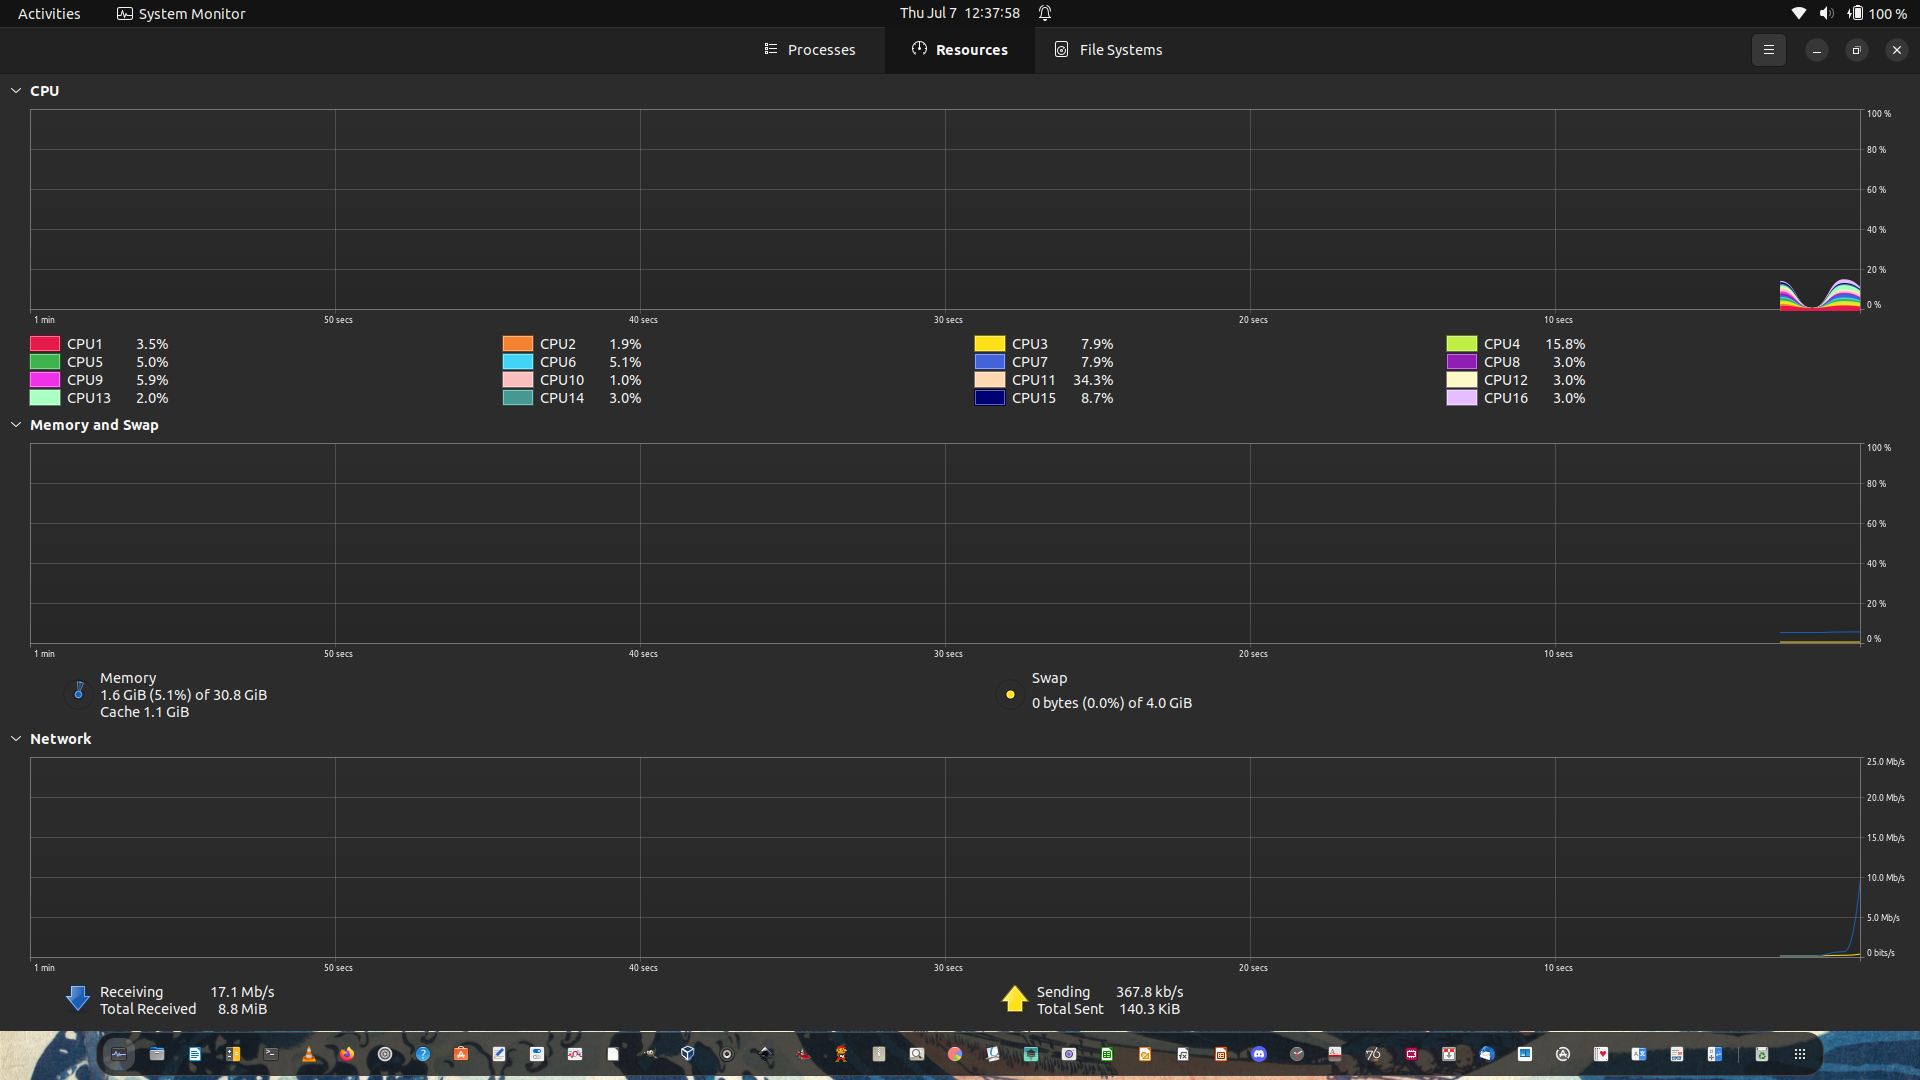 Activities System Monitor Thu Jul 7 12:37:58 100 %
Processes Resources File Systems
CPU
100 %
80 %
60 %
40 %
20 %
0 %
1 min 50 secs 40 secs 30 secs 20 secs 10 secs
CPU1 3.5% CPU2 1.9% CPU3 7.9% CPU4 15.8%
CPU5 5.0% CPU6 5.1% CPU7 7.9% CPU8 3.0%
CPU9 5.9% CPU10 1.0% CPU11 34.3% CPU12 3.0%
CPU13 2.0% CPU14 3.0% CPU15 8.7% CPU16 3.0%
Memory and Swap
100 %
80 %
60 %
40 %
20 %
0 %
1 min 50 secs 40 secs 30 secs 20 secs 10 secs
Memory Swap
1.6 GiB (5.1%) of 30.8 GiB 0 bytes (0.0%) of 4.0 GiB
Cache 1.1 GiB
Network
25.0 Mb/s
20.0 Mb/s
15.0 Mb/s
10.0 Mb/s
5.0 Mb/s
0 bits/s
1 min 50 secs 40 secs 30 secs 20 secs 10 secs
Receiving 17.1 Mb/s Sending 367.8 kb/s
Total Received 8.8 MiB Total Sent 140.3 KiB
76